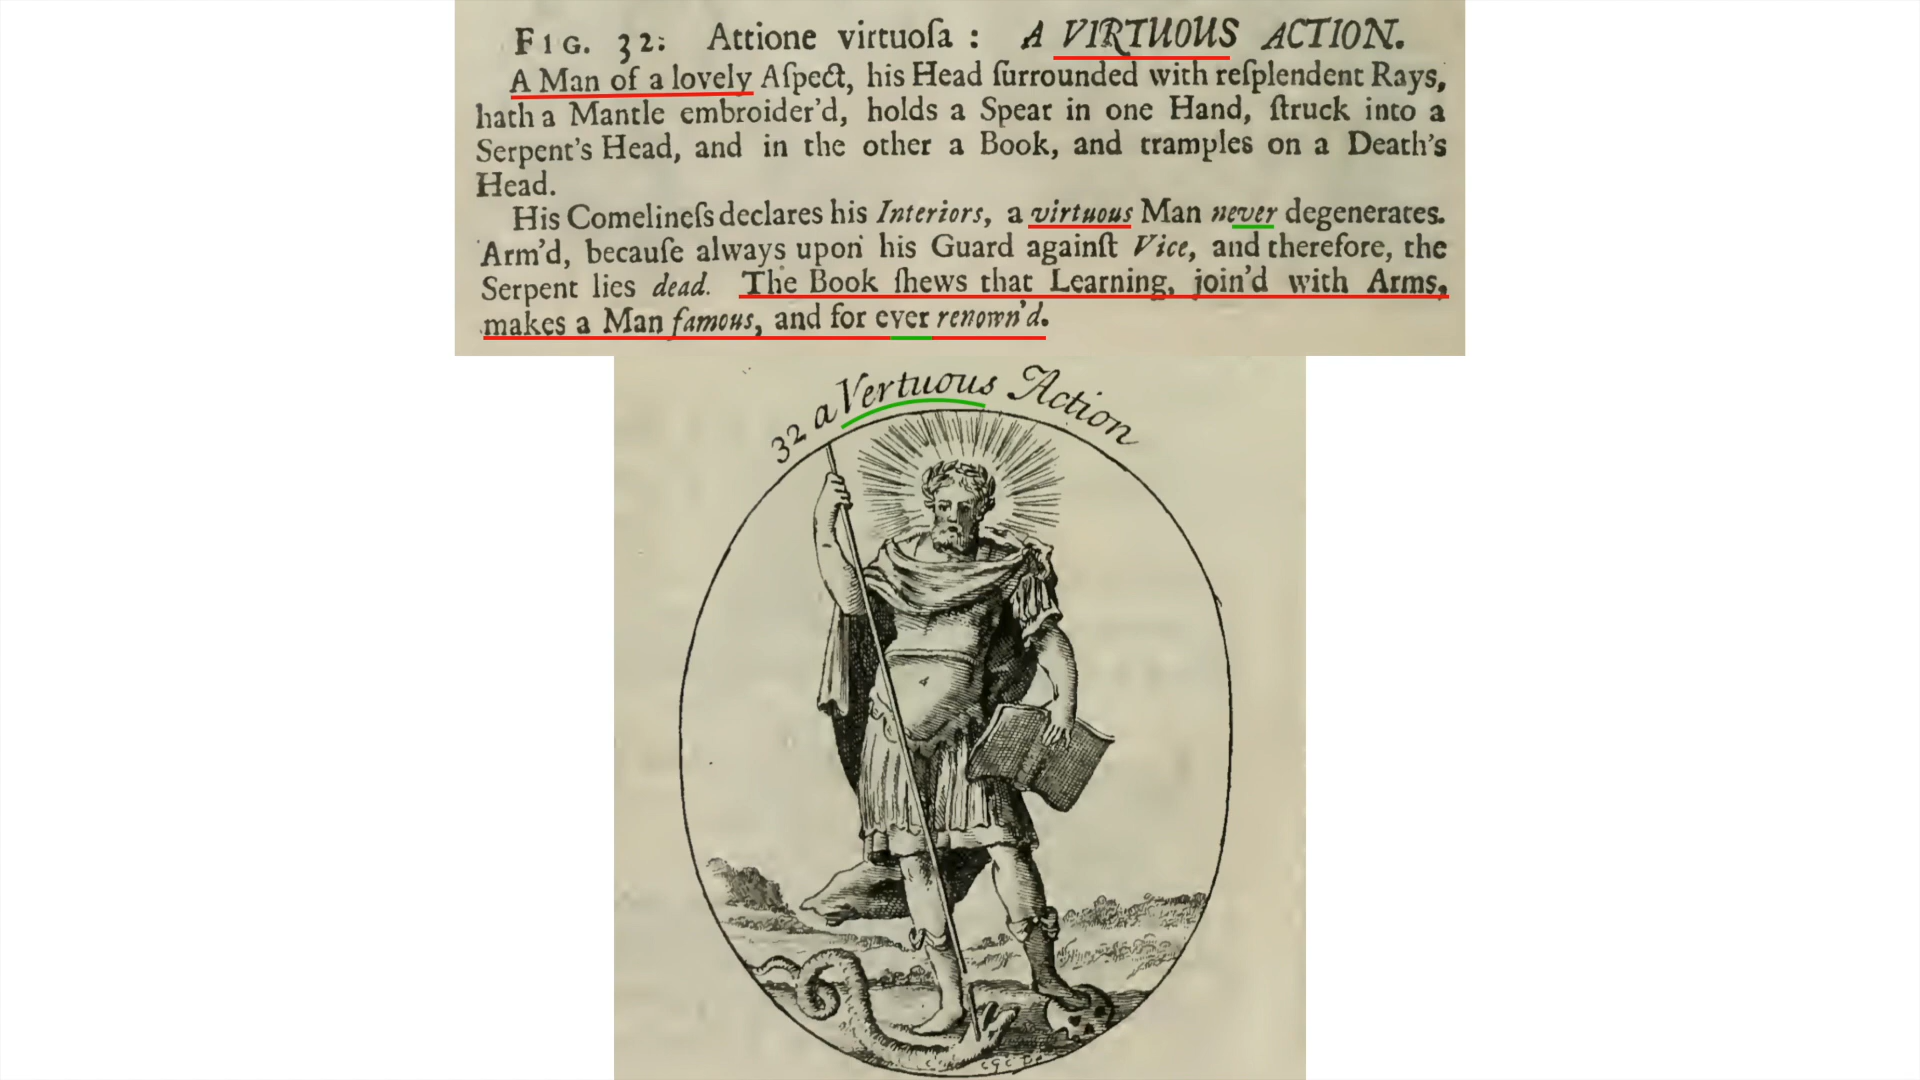 FIG. 32: Attione virtuoſa : A VIRTUOUS ACTION.
A Man of a lovely Aſpect, his Head ſurrounded with reſplendent Rays,
hath a Mantle embroider'd, holds a Spear in one Hand, ſtruck into a
Serpent's Head, and in the other a Book, and tramples on a Death's
Head.
His Comelineſs declares his Interiors, a virtuous Man never degenerates.
Arm'd, becauſe always upon his Guard againſt Vice, and therefore, the
Serpent lies dead. The Book ſhews that Learning, join'd with Arms,
makes a Man famous, and for ever renown'd.
32 a Vertuous Action